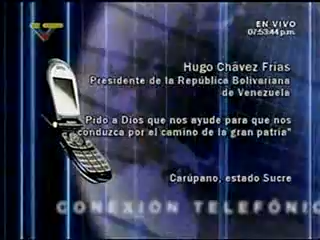 EN VIVO
07:53:44 p.m.
Hugo Chávez Frías
Presidente de la República Bolivariana
de Venezuela
Pido a Dios que nos ayude para que nos
conduzca por el camino de la gran patria"
Carúpano, estado Sucre
CONEXIÓN TELEFÓNIC